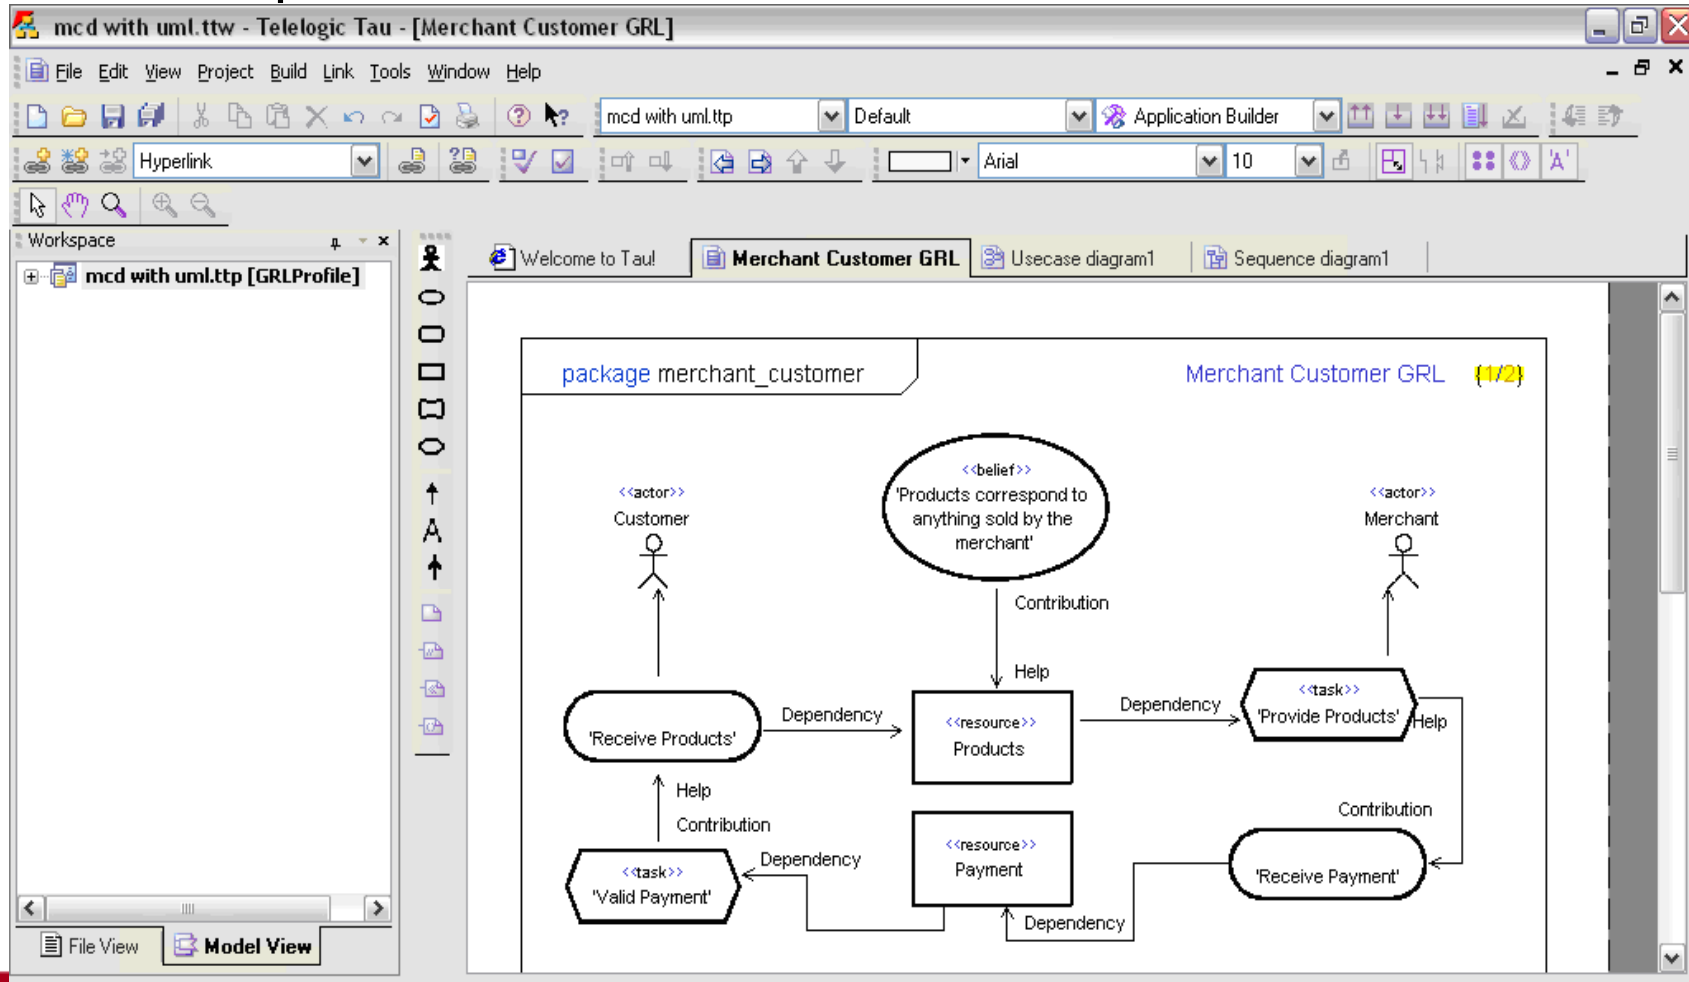 mcd with uml.ttw - Telelogic Tau - [Merchant Customer GRL]
File Edit View Project Build Link Tools Window Help
mcd with uml.ttp Default Application Builder
Hyperlink Arial 10 'A'
Workspace
mcd with uml.ttp [GRLProfile]
Welcome to Tau! Merchant Customer GRL Usecase diagram1 Sequence diagram1
package merchant_customer Merchant Customer GRL {1/2}
<<belief>>
'Products correspond to
anything sold by the
merchant'
<<actor>>
Customer
<<actor>>
Merchant
Contribution
Help
'Receive Products'
Dependency
<<resource>>
Products
Dependency
<<task>>
'Provide Products'
Help
Help
Contribution
Contribution
<<task>>
'Valid Payment'
Dependency
<<resource>>
Payment
Dependency
'Receive Payment'
File View Model View